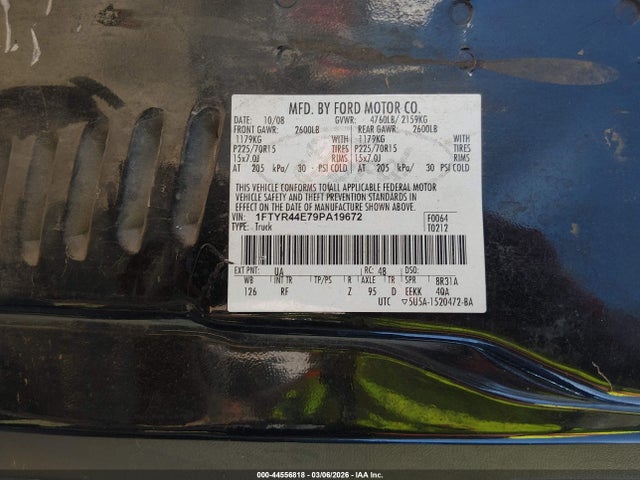 MFD. BY FORD MOTOR CO.
DATE: 10/08 GVWR: 4760LB/ 2159KG
FRONT GAWR: 2600LB REAR GAWR: 2600LB
1179KG WITH 1179KG WITH
P225/70R15 TIRES P225/70R15 TIRES
15x7.0J RIMS 15x7.0J RIMS
AT 205 kPa/ 30 PSI COLD AT 205 kPa/ 30 PSI COLD
THIS VEHICLE CONFORMS TO ALL APPLICABLE FEDERAL MOTOR
VEHICLE SAFETY AND THEFT PREVENTION STANDARDS IN
EFFECT ON THE DATE OF MANUFACTURE SHOWN ABOVE.
VIN: 1FTYR44E79PA19672 F0064
TYPE: Truck T0212
EXT PNT: UA RC: 48 DSO:
WB INT TR TP/PS R AXLE TR SPR 8R31A
126 RF Z 95 D EEKK 4QA
UTC ▽5U5A-1520472-BA
000-44556818 - 03/06/2026 - IAA Inc.